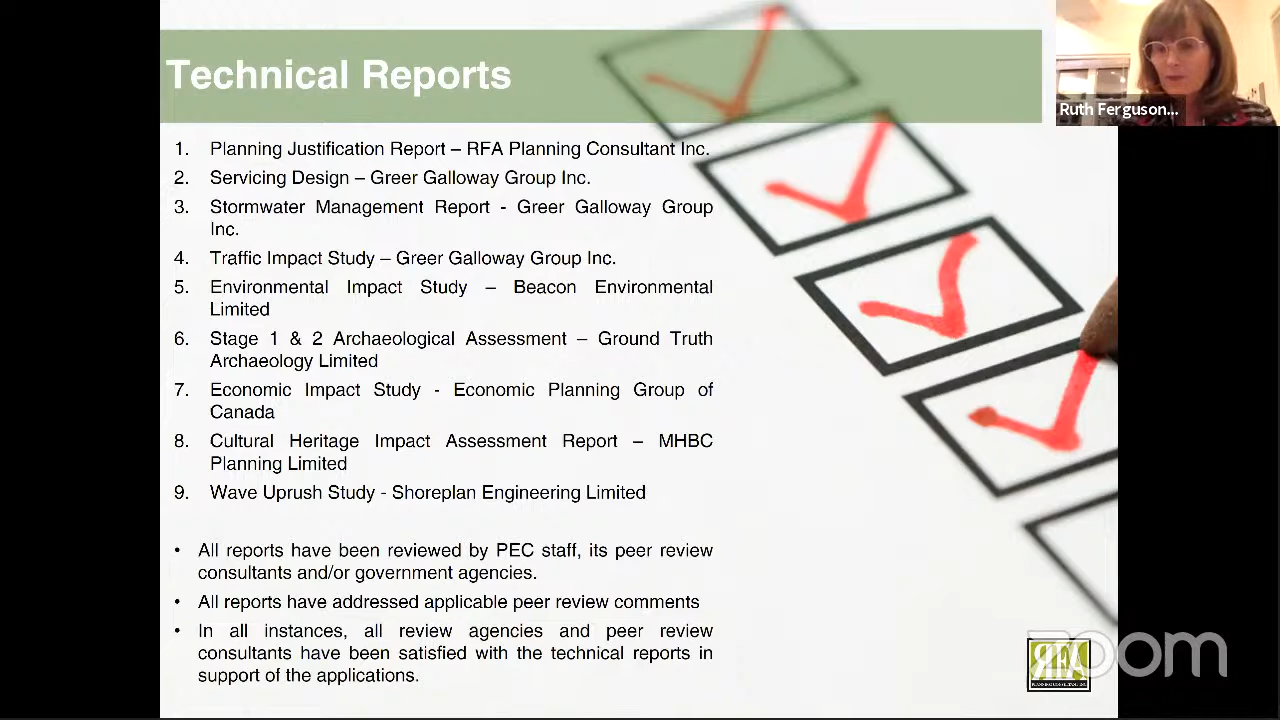 Technical Reports
Ruth Ferguson...
1. Planning Justification Report – RFA Planning Consultant Inc.
2. Servicing Design – Greer Galloway Group Inc.
3. Stormwater Management Report - Greer Galloway Group
Inc.
4. Traffic Impact Study – Greer Galloway Group Inc.
5. Environmental Impact Study – Beacon Environmental
Limited
6. Stage 1 & 2 Archaeological Assessment – Ground Truth
Archaeology Limited
7. Economic Impact Study - Economic Planning Group of
Canada
8. Cultural Heritage Impact Assessment Report – MHBC
Planning Limited
9. Wave Uprush Study - Shoreplan Engineering Limited
• All reports have been reviewed by PEC staff, its peer review
consultants and/or government agencies.
• All reports have addressed applicable peer review comments
• In all instances, all review agencies and peer review
consultants have been satisfied with the technical reports in
support of the applications.
RFA
PLANNING CONSULTANT INC.
zoom